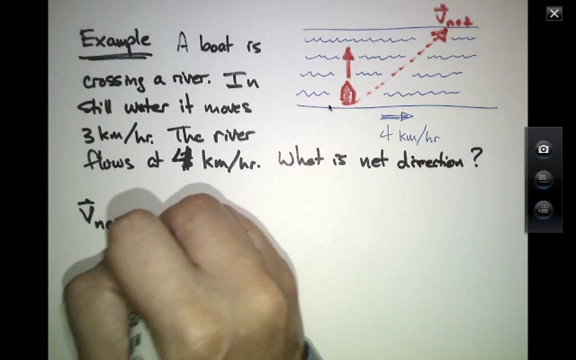 Example A boat is
crossing a river. In
still water it moves
3 km/hr. The river
flows at 4 km/hr. What is net direction ?
V net
4 km/hr
V ne